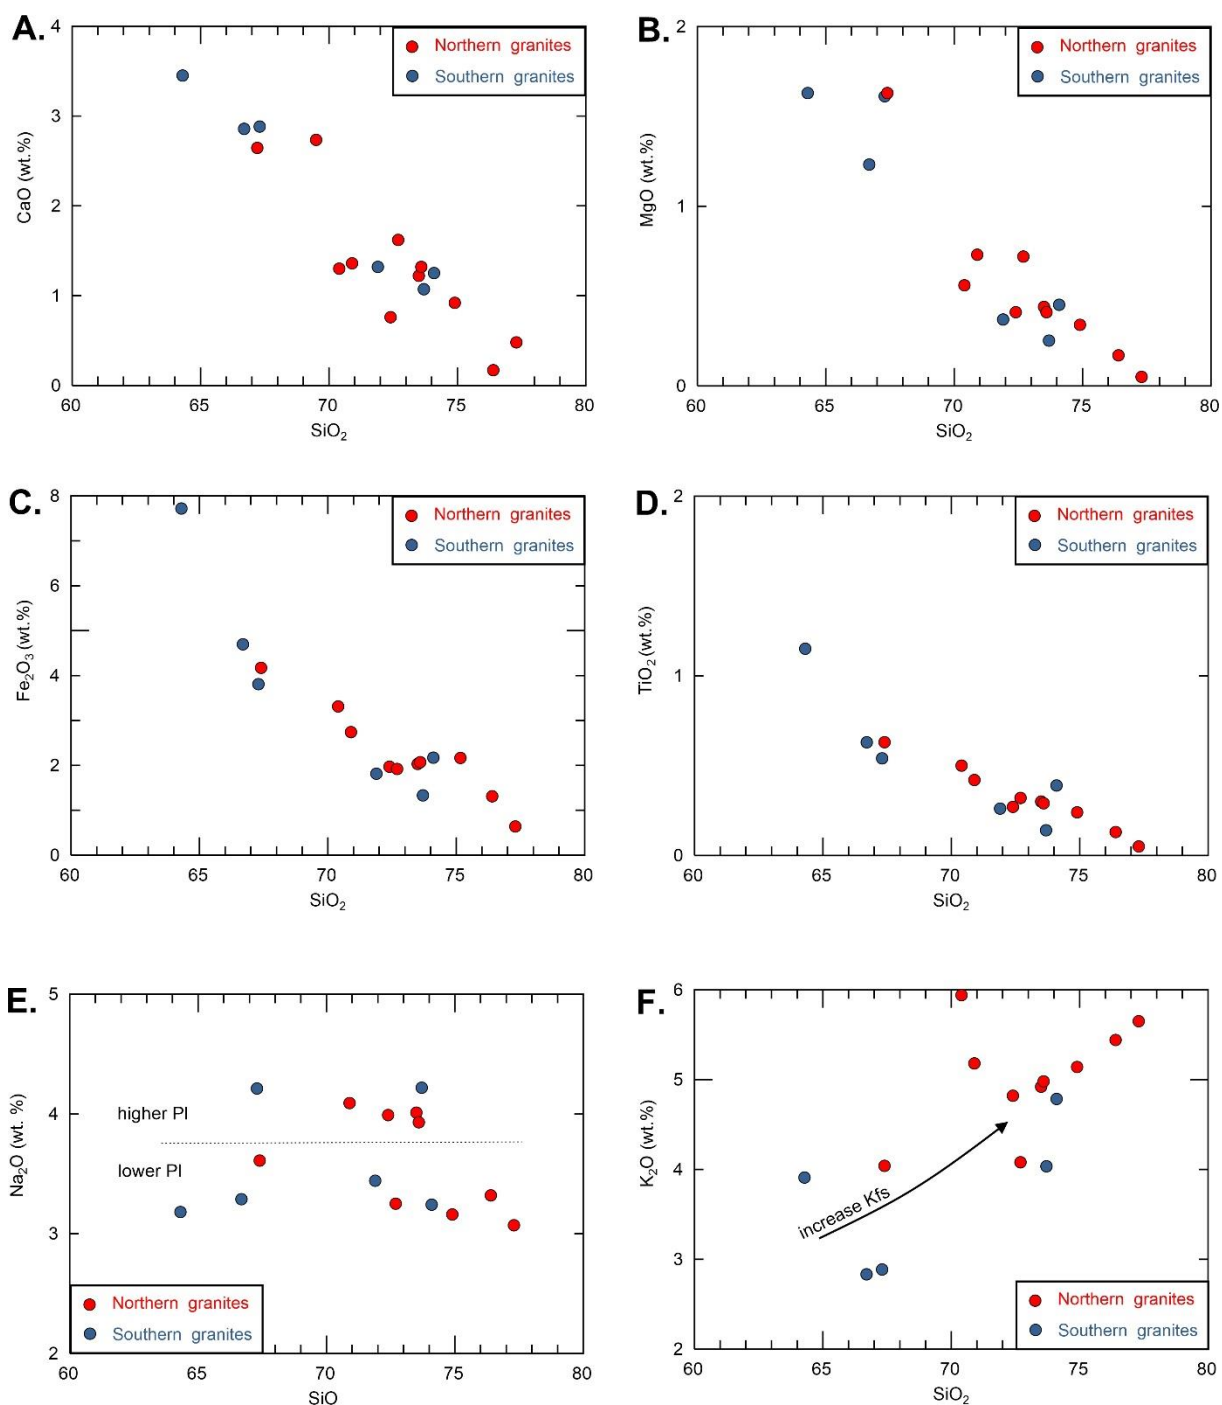 A.
4
3
2
1
0
CaO (wt.%)
Northern granites
Southern granites
60 65 70 75 80
SiO₂
B.
2
1
0
MgO (wt.%)
Northern granites
Southern granites
60 65 70 75 80
SiO₂
C.
8
6
4
2
0
Fe₂O₃ (wt.%)
Northern granites
Southern granites
60 65 70 75 80
SiO₂
D.
2
1
0
TiO₂ (wt.%)
Northern granites
Southern granites
60 65 70 75 80
SiO₂
E.
5
4
3
2
Na₂O (wt. %)
higher Pl
lower Pl
Northern granites
Southern granites
60 65 70 75 80
SiO
F.
6
5
4
3
2
K₂O (wt.%)
increase Kfs
Northern granites
Southern granites
60 65 70 75 80
SiO₂